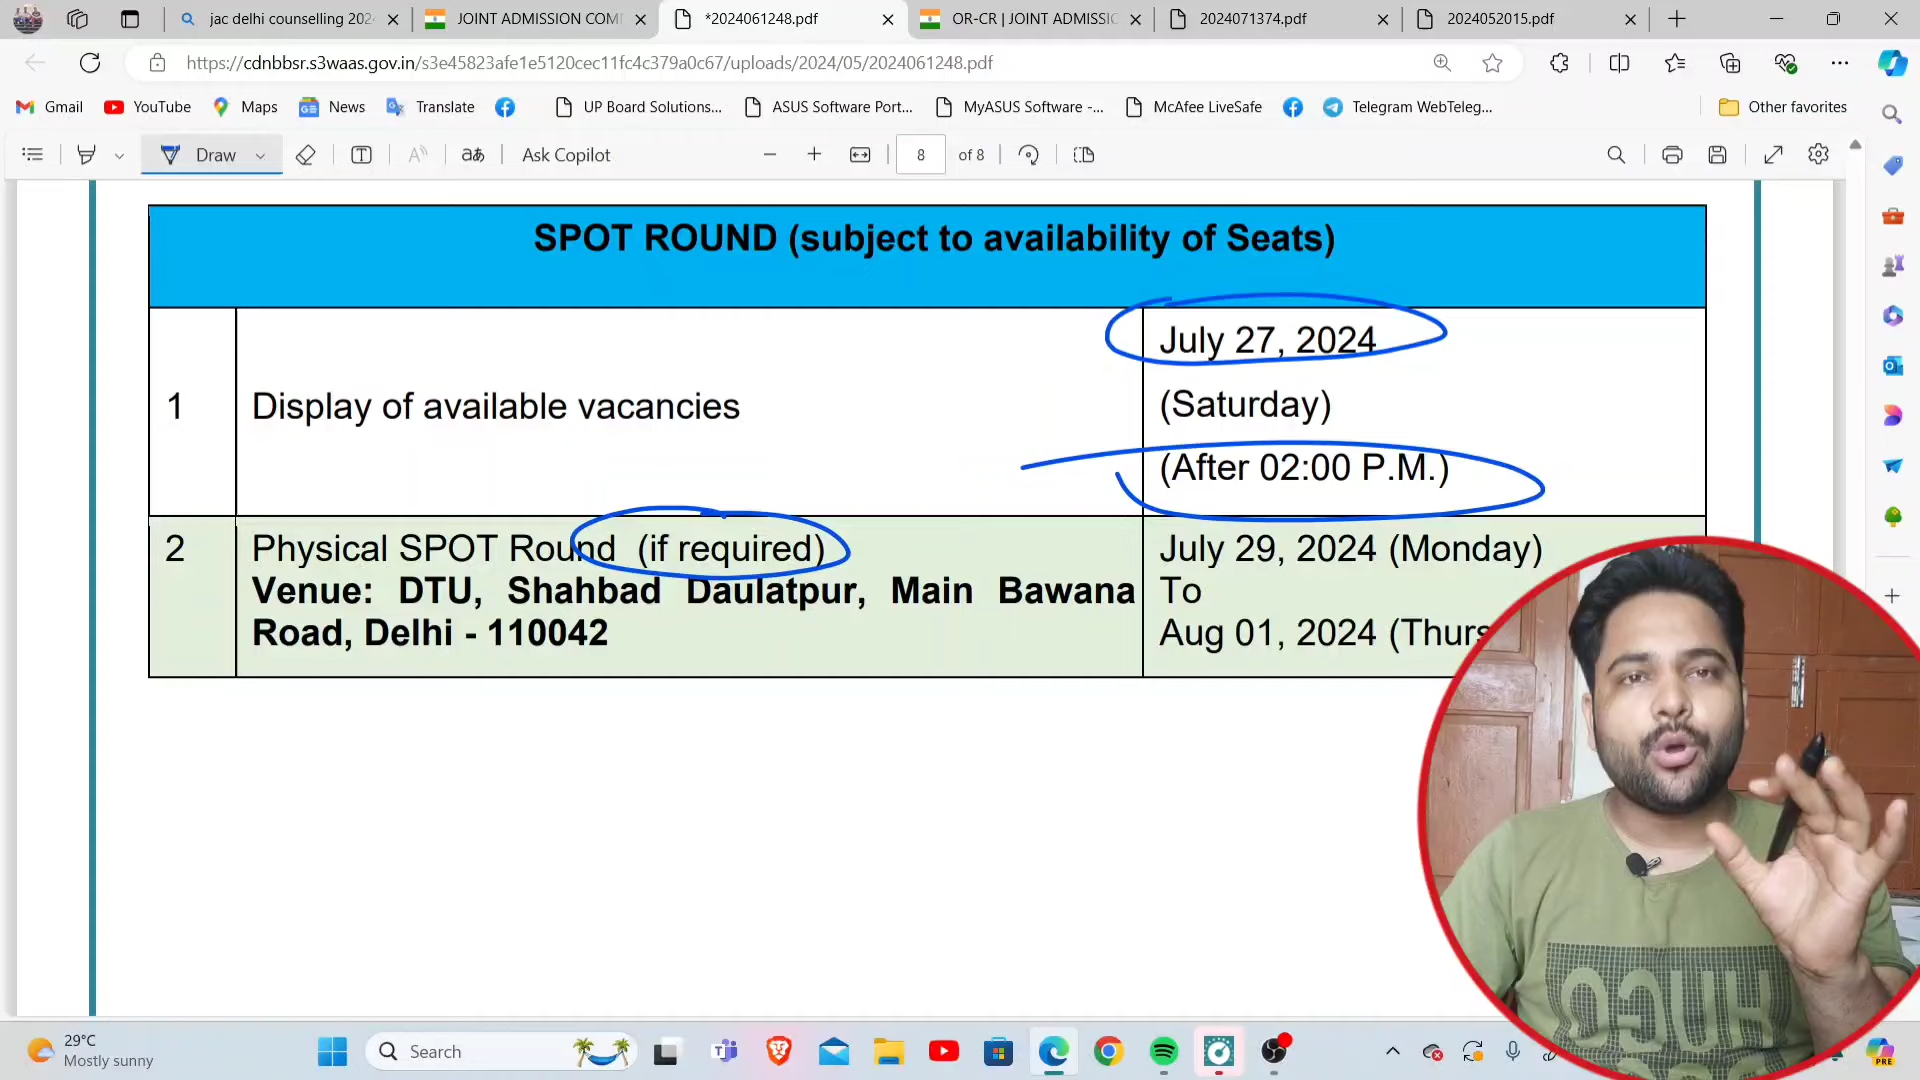 jac delhi counselling 202
JOINT ADMISSION COM
*2024061248.pdf
OR-CR | JOINT ADMISSIC
2024071374.pdf
2024052015.pdf
https://cdnbbsr.s3waas.gov.in/s3e45823afe1e5120cec11fc4c379a0c67/uploads/2024/05/2024061248.pdf
Gmail
YouTube
Maps
News
Translate
UP Board Solutions...
ASUS Software Port...
MyASUS Software -...
McAfee LiveSafe
Telegram WebTeleg...
Other favorites
Draw
Ask Copilot
8 of 8
SPOT ROUND (subject to availability of Seats)
1
Display of available vacancies
July 27, 2024
(Saturday)
(After 02:00 P.M.)
2
Physical SPOT Round (if required)
Venue: DTU, Shahbad Daulatpur, Main Bawana
Road, Delhi - 110042
July 29, 2024 (Monday)
To
Aug 01, 2024 (Thurs
29°C
Mostly sunny
Search
PRE